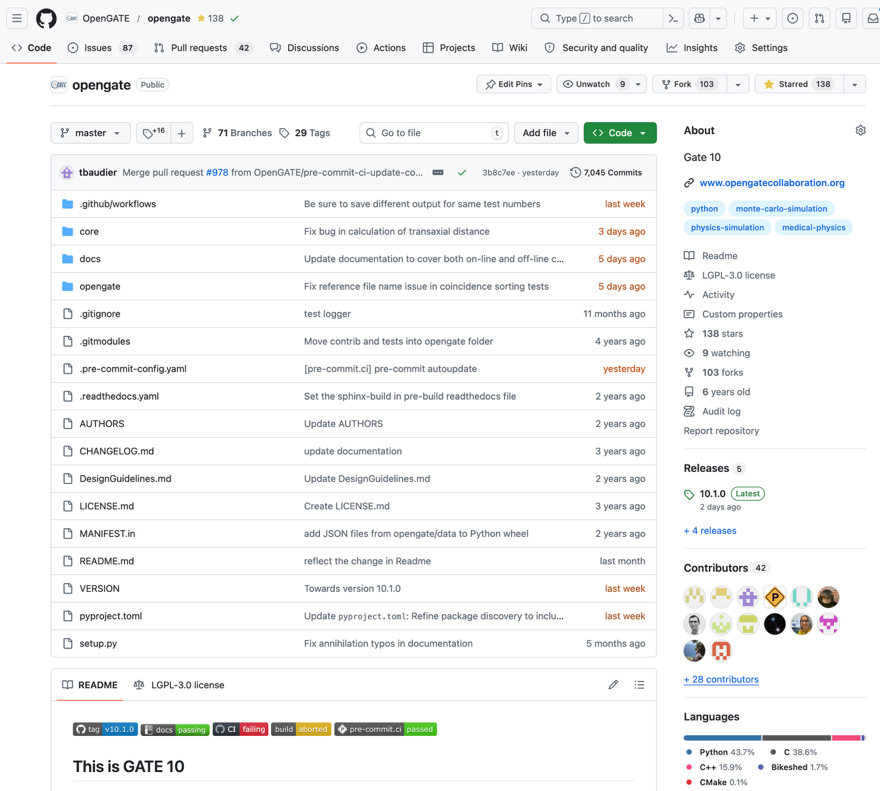 OpenGATE / opengate 138
Type / to search
Code Issues 87 Pull requests 42 Discussions Actions Projects Wiki Security and quality Insights Settings
opengate Public
Edit Pins Unwatch 9 Fork 103 Starred 138
master +16 71 Branches 29 Tags Go to file t Add file Code
tbaudier Merge pull request #978 from OpenGATE/pre-commit-ci-update-co... 3b8c7ee · yesterday 7,045 Commits
.github/workflows Be sure to save different output for same test numbers last week
core Fix bug in calculation of transaxial distance 3 days ago
docs Update documentation to cover both on-line and off-line c... 5 days ago
opengate Fix reference file name issue in coincidence sorting tests 5 days ago
.gitignore test logger 11 months ago
.gitmodules Move contrib and tests into opengate folder 4 years ago
.pre-commit-config.yaml [pre-commit.ci] pre-commit autoupdate yesterday
.readthedocs.yaml Set the sphinx-build in pre-build readthedocs file 2 years ago
AUTHORS Update AUTHORS 2 years ago
CHANGELOG.md update documentation 3 years ago
DesignGuidelines.md Update DesignGuidelines.md 2 years ago
LICENSE.md Create LICENSE.md 3 years ago
MANIFEST.in add JSON files from opengate/data to Python wheel 2 years ago
README.md reflect the change in Readme last month
VERSION Towards version 10.1.0 last week
pyproject.toml Update pyproject.toml: Refine package discovery to inclu... last week
setup.py Fix annihilation typos in documentation 5 months ago
README LGPL-3.0 license
tag v10.1.0 docs passing CI failing build aborted pre-commit.ci passed
This is GATE 10
About
Gate 10
www.opengatecollaboration.org
python monte-carlo-simulation
physics-simulation medical-physics
Readme
LGPL-3.0 license
Activity
Custom properties
138 stars
9 watching
103 forks
6 years old
Audit log
Report repository
Releases 5
10.1.0 Latest
2 days ago
+ 4 releases
Contributors 42
P
+ 28 contributors
Languages
Python 43.7% C 38.6%
C++ 15.9% Bikeshed 1.7%
CMake 0.1%